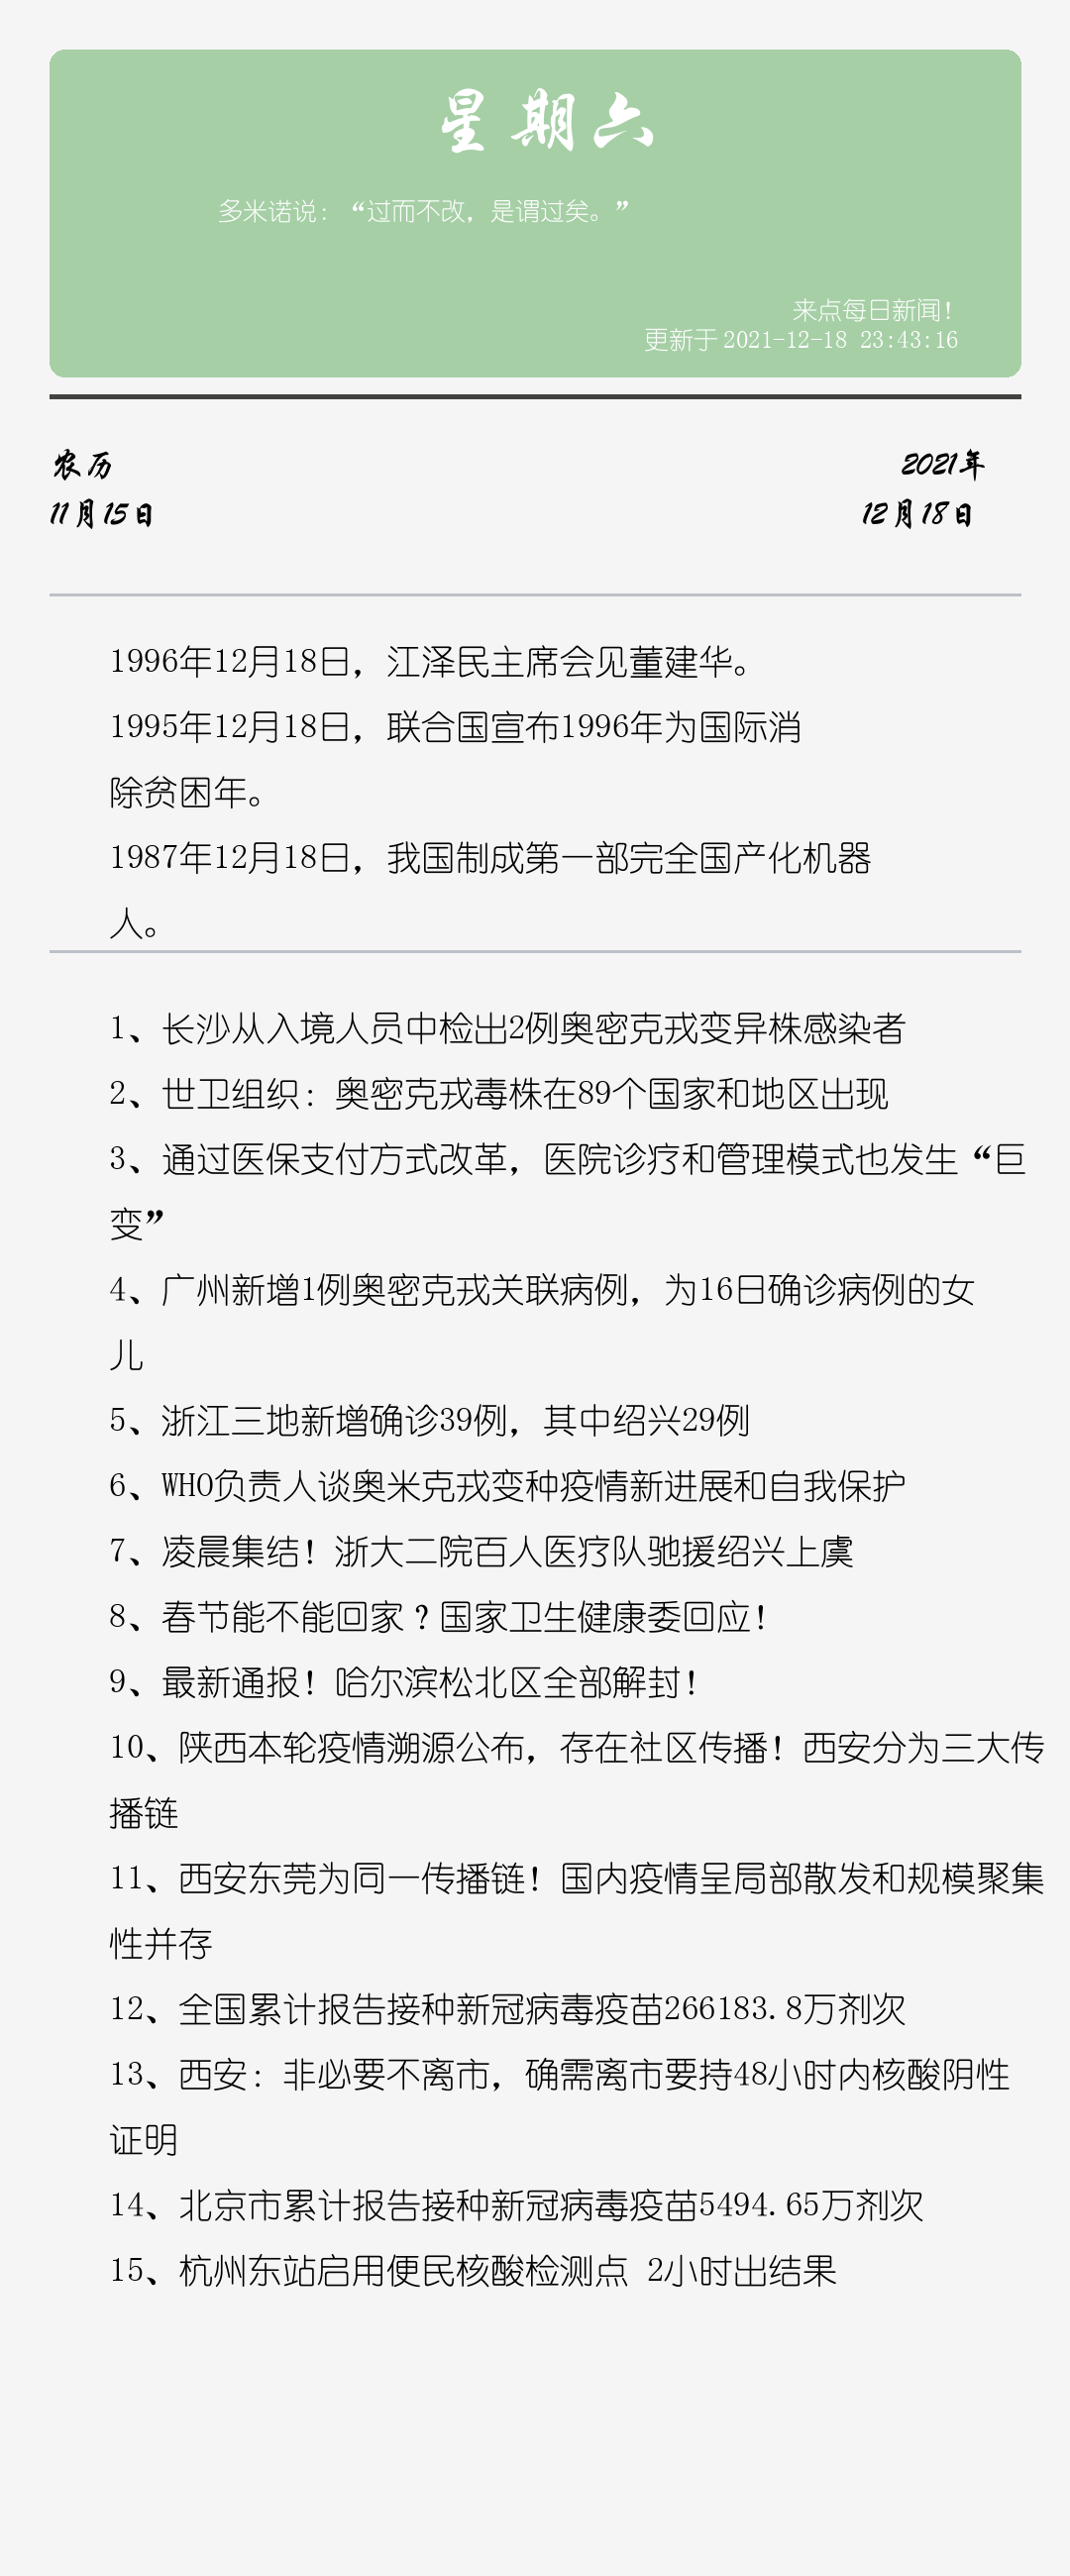 星期六
多米诺说：“过而不改，是谓过矣。”
来点每日新闻！
更新于 2021-12-18 23:43:16
农历
2021年
11月15日
12月18日
1996年12月18日，江泽民主席会见董建华。
1995年12月18日，联合国宣布1996年为国际消
除贫困年。
1987年12月18日，我国制成第一部完全国产化机器
人。
1、长沙从入境人员中检出2例奥密克戎变异株感染者
2、世卫组织：奥密克戎毒株在89个国家和地区出现
3、通过医保支付方式改革，医院诊疗和管理模式也发生“巨
变”
4、广州新增1例奥密克戎关联病例，为16日确诊病例的女
儿
5、浙江三地新增确诊39例，其中绍兴29例
6、WHO负责人谈奥米克戎变种疫情新进展和自我保护
7、凌晨集结！浙大二院百人医疗队驰援绍兴上虞
8、春节能不能回家？国家卫生健康委回应！
9、最新通报！哈尔滨松北区全部解封！
10、陕西本轮疫情溯源公布，存在社区传播！西安分为三大传
播链
11、西安东莞为同一传播链！国内疫情呈局部散发和规模聚集
性并存
12、全国累计报告接种新冠病毒疫苗266183.8万剂次
13、西安：非必要不离市，确需离市要持48小时内核酸阴性
证明
14、北京市累计报告接种新冠病毒疫苗5494.65万剂次
15、杭州东站启用便民核酸检测点 2小时出结果